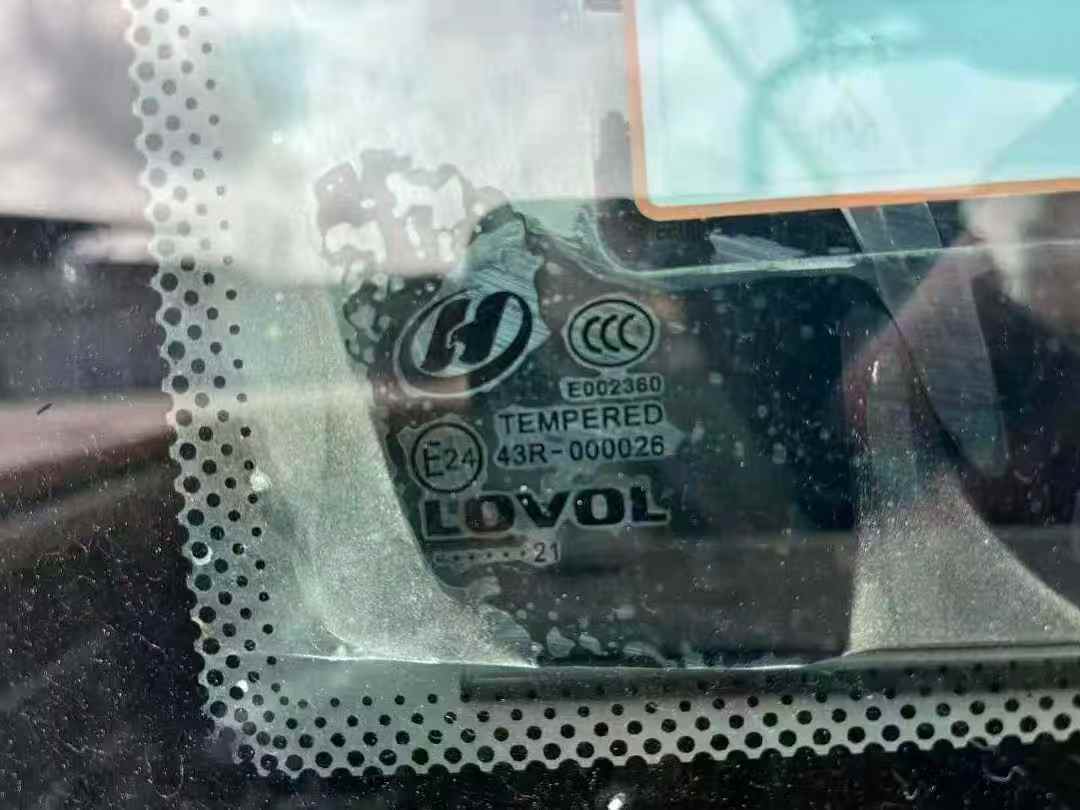 CCC
E002360
TEMPERED
E24 43R-000026
LOVOL
.......21